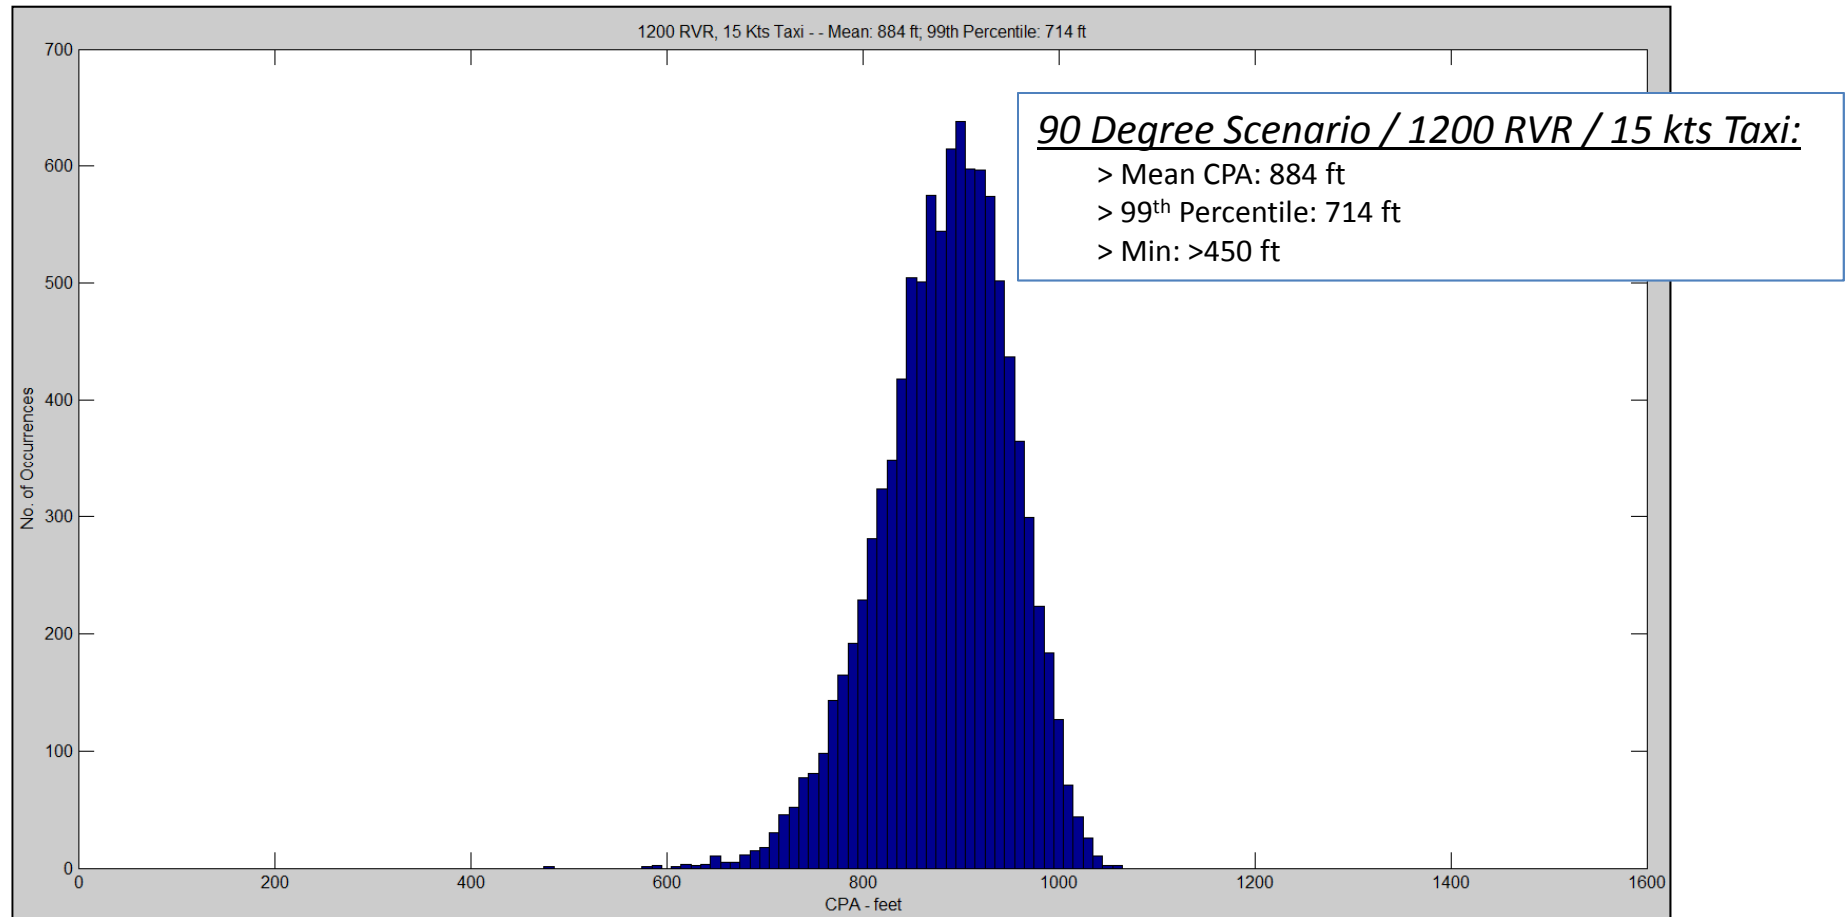 1200 RVR, 15 Kts Taxi - - Mean: 884 ft; 99th Percentile: 714 ft
90 Degree Scenario / 1200 RVR / 15 kts Taxi:
> Mean CPA: 884 ft
> 99th Percentile: 714 ft
> Min: >450 ft
No. of Occurrences
700
600
500
400
300
200
100
0
0 200 400 600 800 1000 1200 1400 1600
CPA - feet